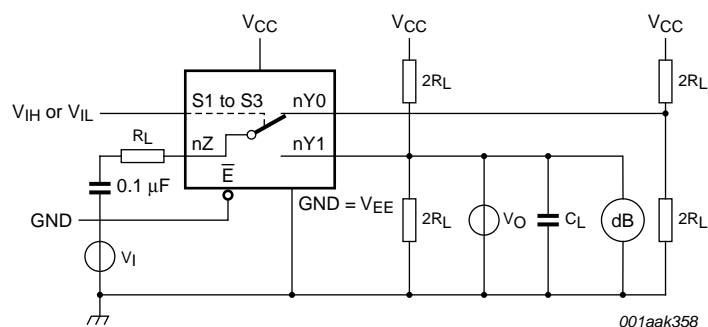 VCC VCC VCC
2RL 2RL
S1 to S3 nY0
VIH or VIL
RL nZ nY1
E
0.1 μF
GND = VEE
GND 2RL VO CL dB 2RL
VI
001aak358